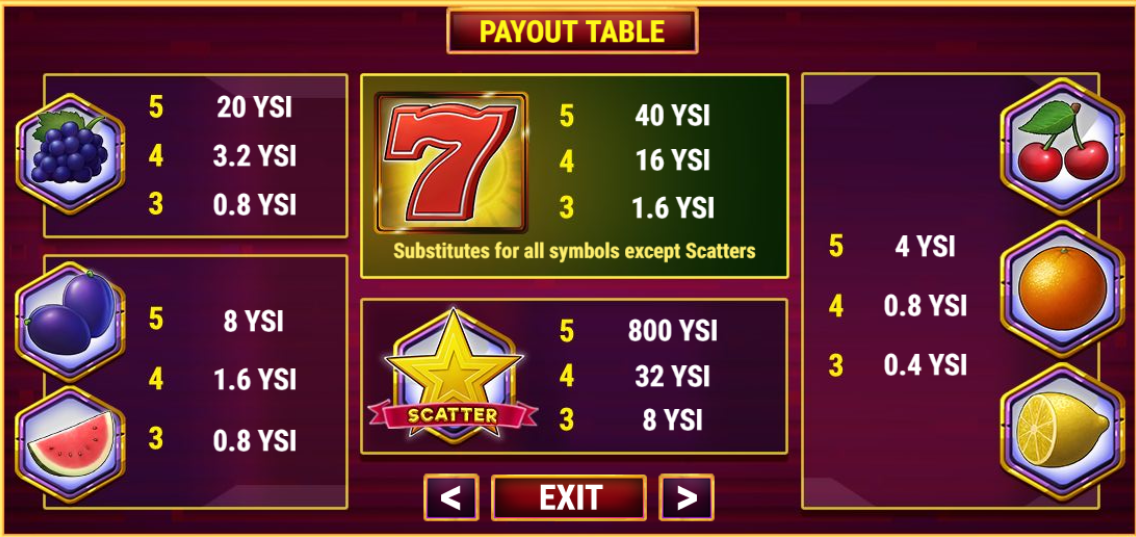 PAYOUT TABLE
5 20 YSI
4 3.2 YSI
3 0.8 YSI
5 8 YSI
4 1.6 YSI
3 0.8 YSI
7
5 40 YSI
4 16 YSI
3 1.6 YSI
Substitutes for all symbols except Scatters
SCATTER
5 800 YSI
4 32 YSI
3 8 YSI
5 4 YSI
4 0.8 YSI
3 0.4 YSI
< EXIT >